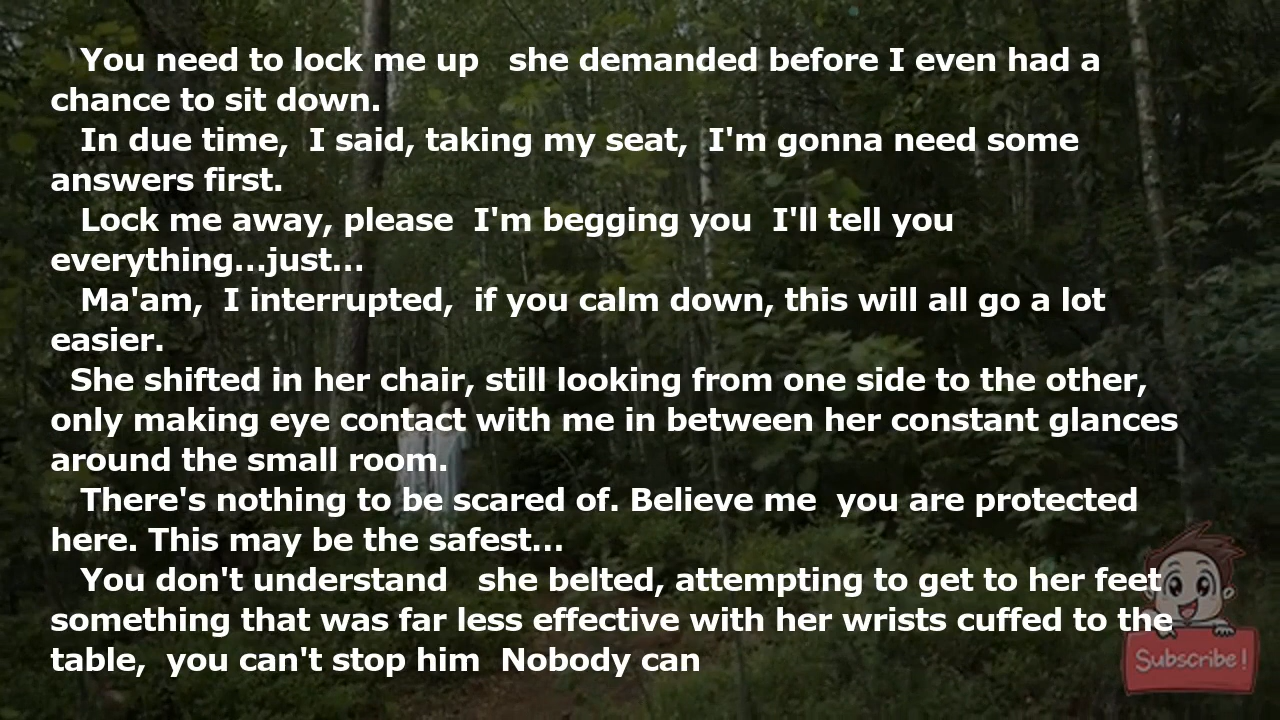 You need to lock me up   she demanded before I even had a
chance to sit down.
In due time,  I said, taking my seat,  I'm gonna need some
answers first.
Lock me away, please  I'm begging you  I'll tell you
everything...just...
Ma'am,  I interrupted,  if you calm down, this will all go a lot
easier.
She shifted in her chair, still looking from one side to the other,
only making eye contact with me in between her constant glances
around the small room.
There's nothing to be scared of. Believe me  you are protected
here. This may be the safest...
You don't understand   she belted, attempting to get to her feet
something that was far less effective with her wrists cuffed to the
table,  you can't stop him  Nobody can
Subscribe!